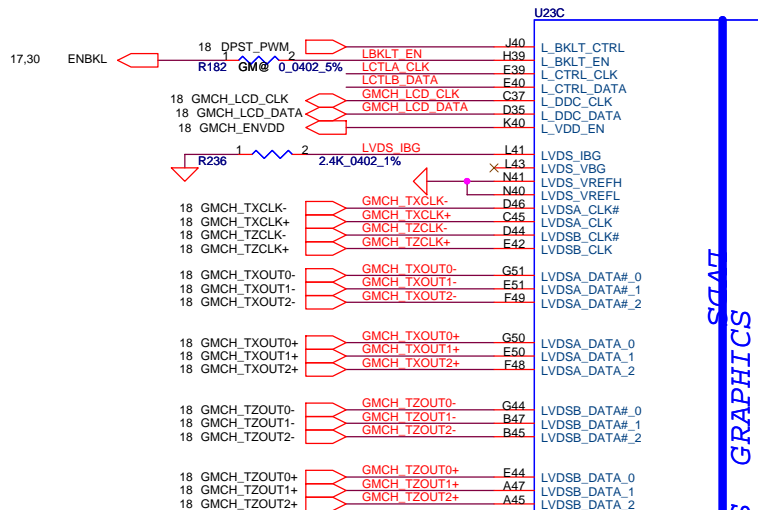 U23C
18 DPST_PWM J40 L_BKLT_CTRL
17,30 ENBKL 1 2 LBKLT_EN H39 L_BKLT_EN
R182 GM@ 0_0402_5% LCTLA_CLK E39 L_CTRL_CLK
LCTLB_DATA E40 L_CTRL_DATA
18 GMCH_LCD_CLK GMCH_LCD_CLK C37 L_DDC_CLK
18 GMCH_LCD_DATA GMCH_LCD_DATA D35 L_DDC_DATA
18 GMCH_ENVDD K40 L_VDD_EN
1 2 LVDS_IBG L41 LVDS_IBG
R236 2.4K_0402_1% L43 LVDS_VBG
N41 LVDS_VREFH
N40 LVDS_VREFL
18 GMCH_TXCLK- GMCH_TXCLK- D46 LVDSA_CLK#
18 GMCH_TXCLK+ GMCH_TXCLK+ C45 LVDSA_CLK
18 GMCH_TZCLK- GMCH_TZCLK- D44 LVDSB_CLK#
18 GMCH_TZCLK+ GMCH_TZCLK+ E42 LVDSB_CLK
18 GMCH_TXOUT0- GMCH_TXOUT0- G51 LVDSA_DATA#_0
18 GMCH_TXOUT1- GMCH_TXOUT1- E51 LVDSA_DATA#_1
18 GMCH_TXOUT2- GMCH_TXOUT2- F49 LVDSA_DATA#_2
18 GMCH_TXOUT0+ GMCH_TXOUT0+ G50 LVDSA_DATA_0
18 GMCH_TXOUT1+ GMCH_TXOUT1+ E50 LVDSA_DATA_1
18 GMCH_TXOUT2+ GMCH_TXOUT2+ F48 LVDSA_DATA_2
18 GMCH_TZOUT0- GMCH_TZOUT0- G44 LVDSB_DATA#_0
18 GMCH_TZOUT1- GMCH_TZOUT1- B47 LVDSB_DATA#_1
18 GMCH_TZOUT2- GMCH_TZOUT2- B45 LVDSB_DATA#_2
18 GMCH_TZOUT0+ GMCH_TZOUT0+ E44 LVDSB_DATA_0
18 GMCH_TZOUT1+ GMCH_TZOUT1+ A47 LVDSB_DATA_1
18 GMCH_TZOUT2+ GMCH_TZOUT2+ A45 LVDSB_DATA_2
LVDS
GRAPHICS